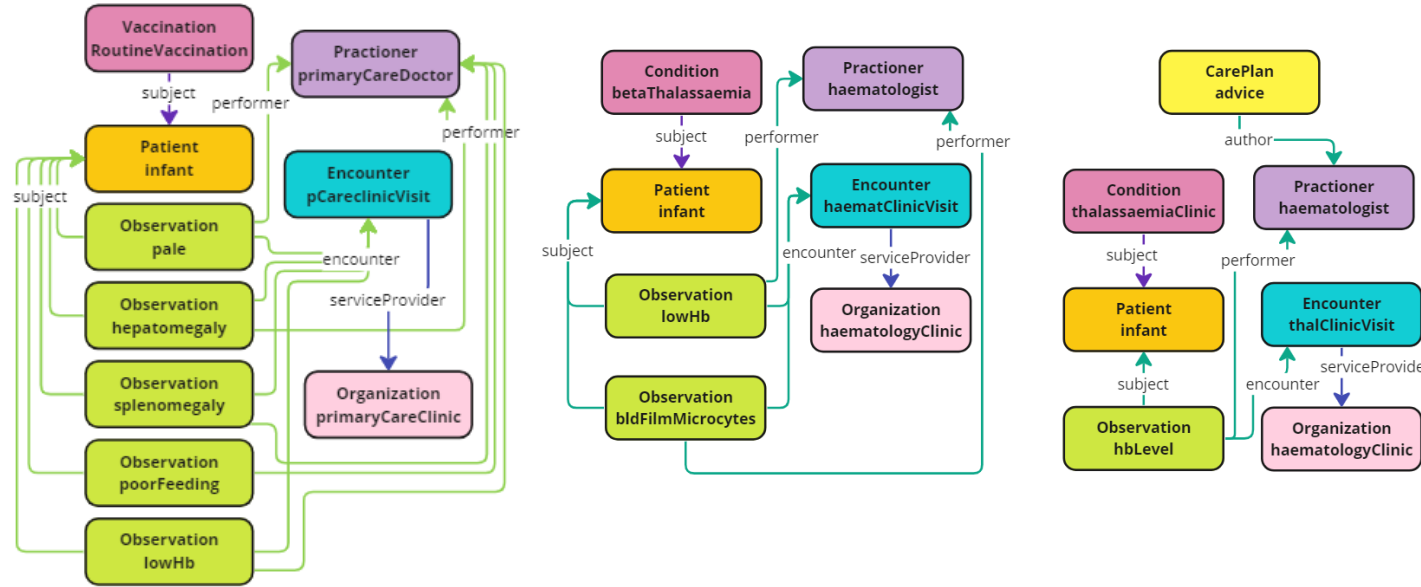 Vaccination
RoutineVaccination
Practioner
primaryCareDoctor
subject
performer
performer
Patient
infant
Encounter
pCareclinicVisit
subject
Observation
pale
encounter
Observation
hepatomegaly
serviceProvider
Observation
splenomegaly
Organization
primaryCareClinic
Observation
poorFeeding
Observation
lowHb
Condition
betaThalassaemia
Practioner
haematologist
subject
performer
performer
Patient
infant
Encounter
haematClinicVisit
subject
encounter
serviceProvider
Observation
lowHb
Organization
haematologyClinic
Observation
bldFilmMicrocytes
CarePlan
advice
author
Condition
thalassaemiaClinic
Practioner
haematologist
subject
performer
Patient
infant
Encounter
thalClinicVisit
subject
encounter
serviceProvide
Observation
hbLevel
Organization
haematologyClinic